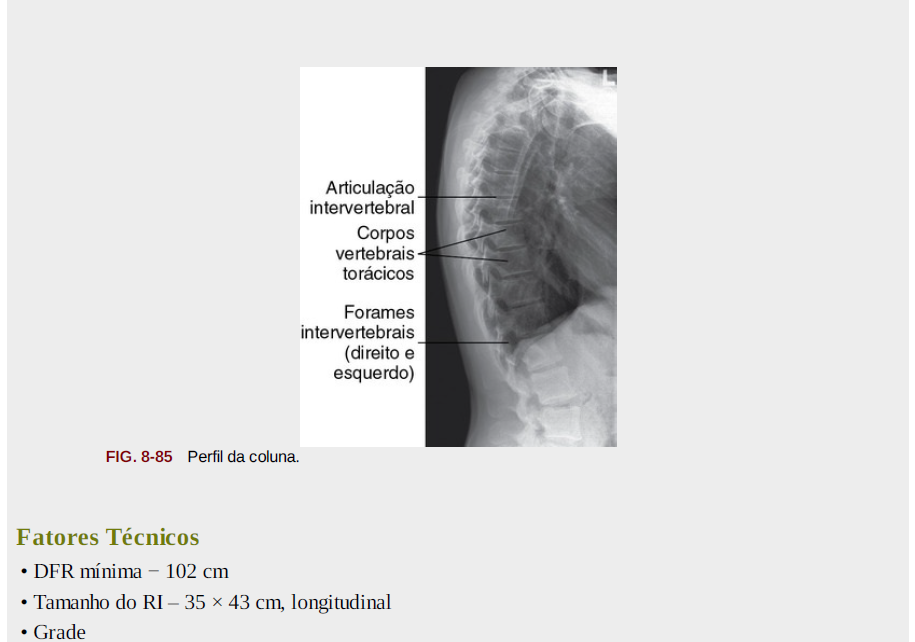 L
Articulação
intervertebral
Corpos
vertebrais
torácicos
Forames
intervertebrais
(direito e
esquerdo)
FIG. 8-85 Perfil da coluna.
Fatores Técnicos
• DFR mínima − 102 cm
• Tamanho do RI – 35 × 43 cm, longitudinal
• Grade